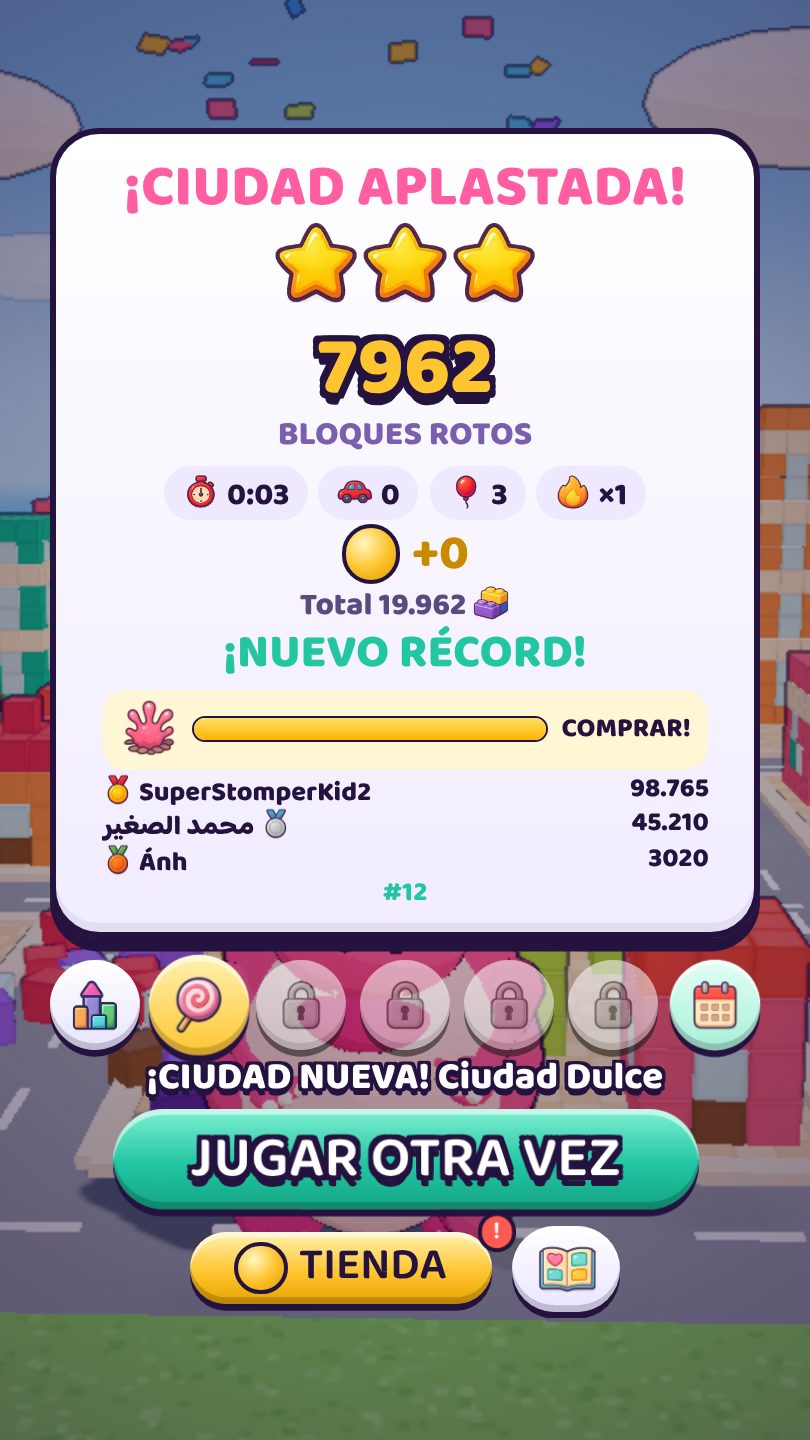 ¡CIUDAD APLASTADA!
7962
BLOQUES ROTOS
0:03 0 3 ×1
+0
Total 19.962
¡NUEVO RÉCORD!
COMPRAR!
SuperStomperKid2 98.765
محمد الصغير 45.210
Ánh 3020
#12
¡CIUDAD NUEVA! Ciudad Dulce
JUGAR OTRA VEZ
!
TIENDA